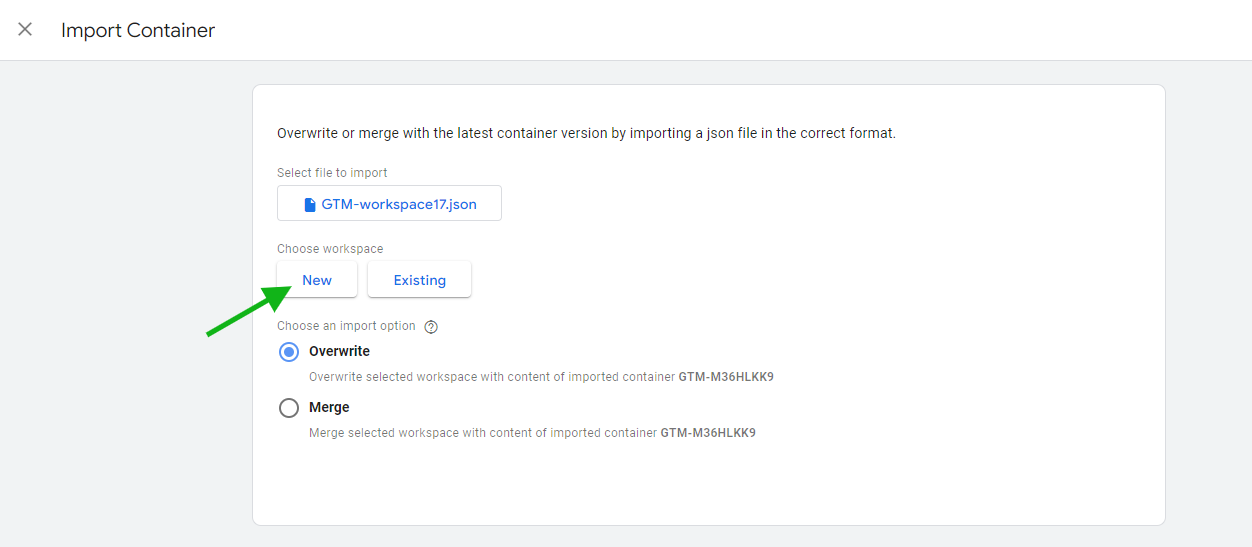 Import Container
Overwrite or merge with the latest container version by importing a json file in the correct format.
Select file to import
GTM-workspace17.json
Choose workspace
New Existing
Choose an import option
Overwrite
Overwrite selected workspace with content of imported container GTM-M36HLKK9
Merge
Merge selected workspace with content of imported container GTM-M36HLKK9